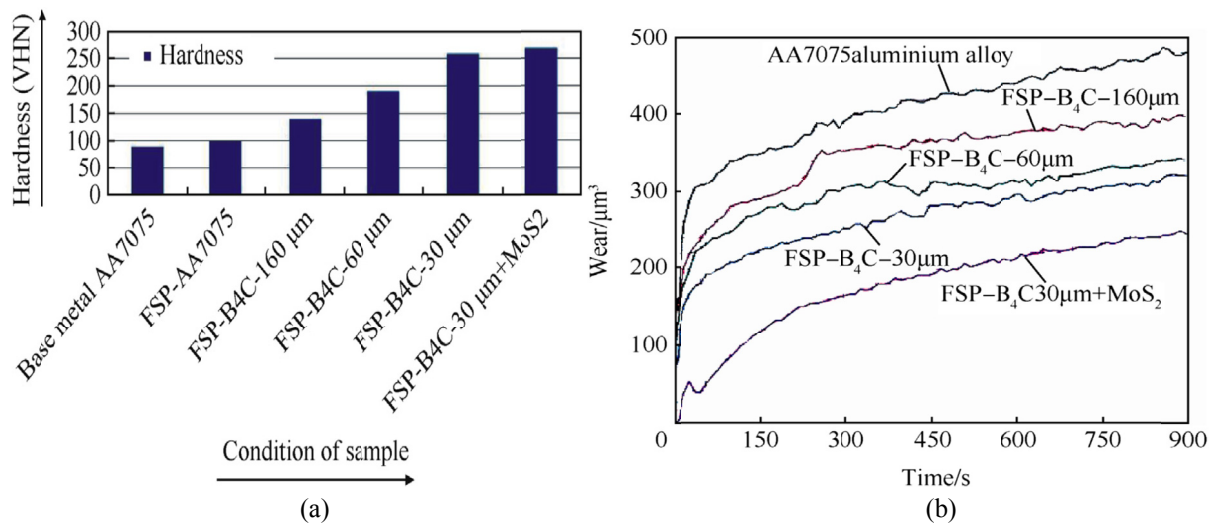 Hardness (VHN)
300
250
200
150
100
50
0
Hardness
Base metal AA7075
FSP-AA7075
FSP-B4C-160 µm
FSP-B4C-60 µm
FSP-B4C-30 µm
FSP-B4C-30 µm+MoS2
Condition of sample
(a)
Wear/µm³
500
400
300
200
100
0
AA7075aluminium alloy
FSP–B₄C–160µm
FSP–B₄C–60µm
FSP–B₄C–30µm
FSP–B₄C30µm+MoS₂
150
300
450
600
750
900
Time/s
(b)